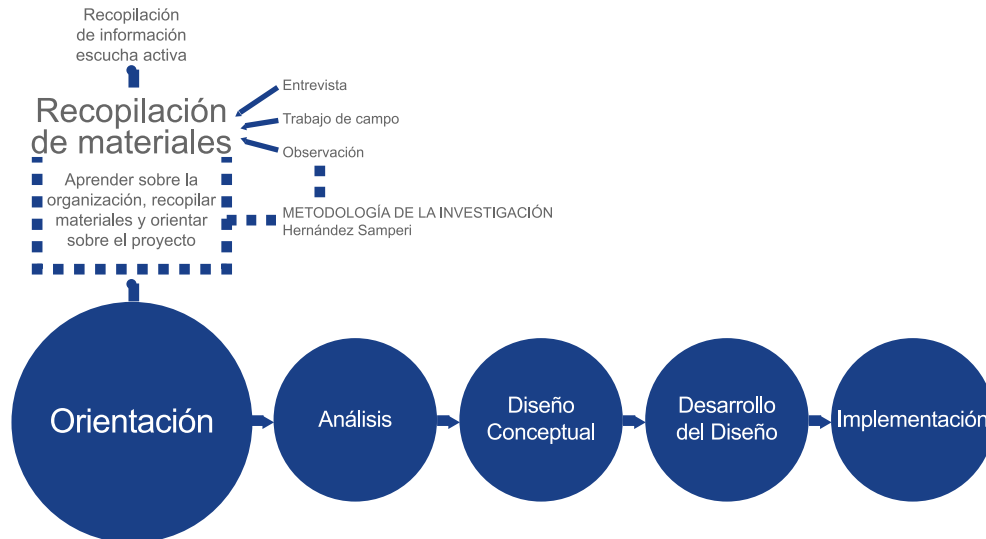 Recopilación
de información
escucha activa
Recopilación
de materiales
Entrevista
Trabajo de campo
Observación
Aprender sobre la
organización, recopilar
materiales y orientar
sobre el proyecto
METODOLOGÍA DE LA INVESTIGACIÓN
Hernández Samperi
Orientación
Análisis
Diseño
Conceptual
Desarrollo
del Diseño
Implementación